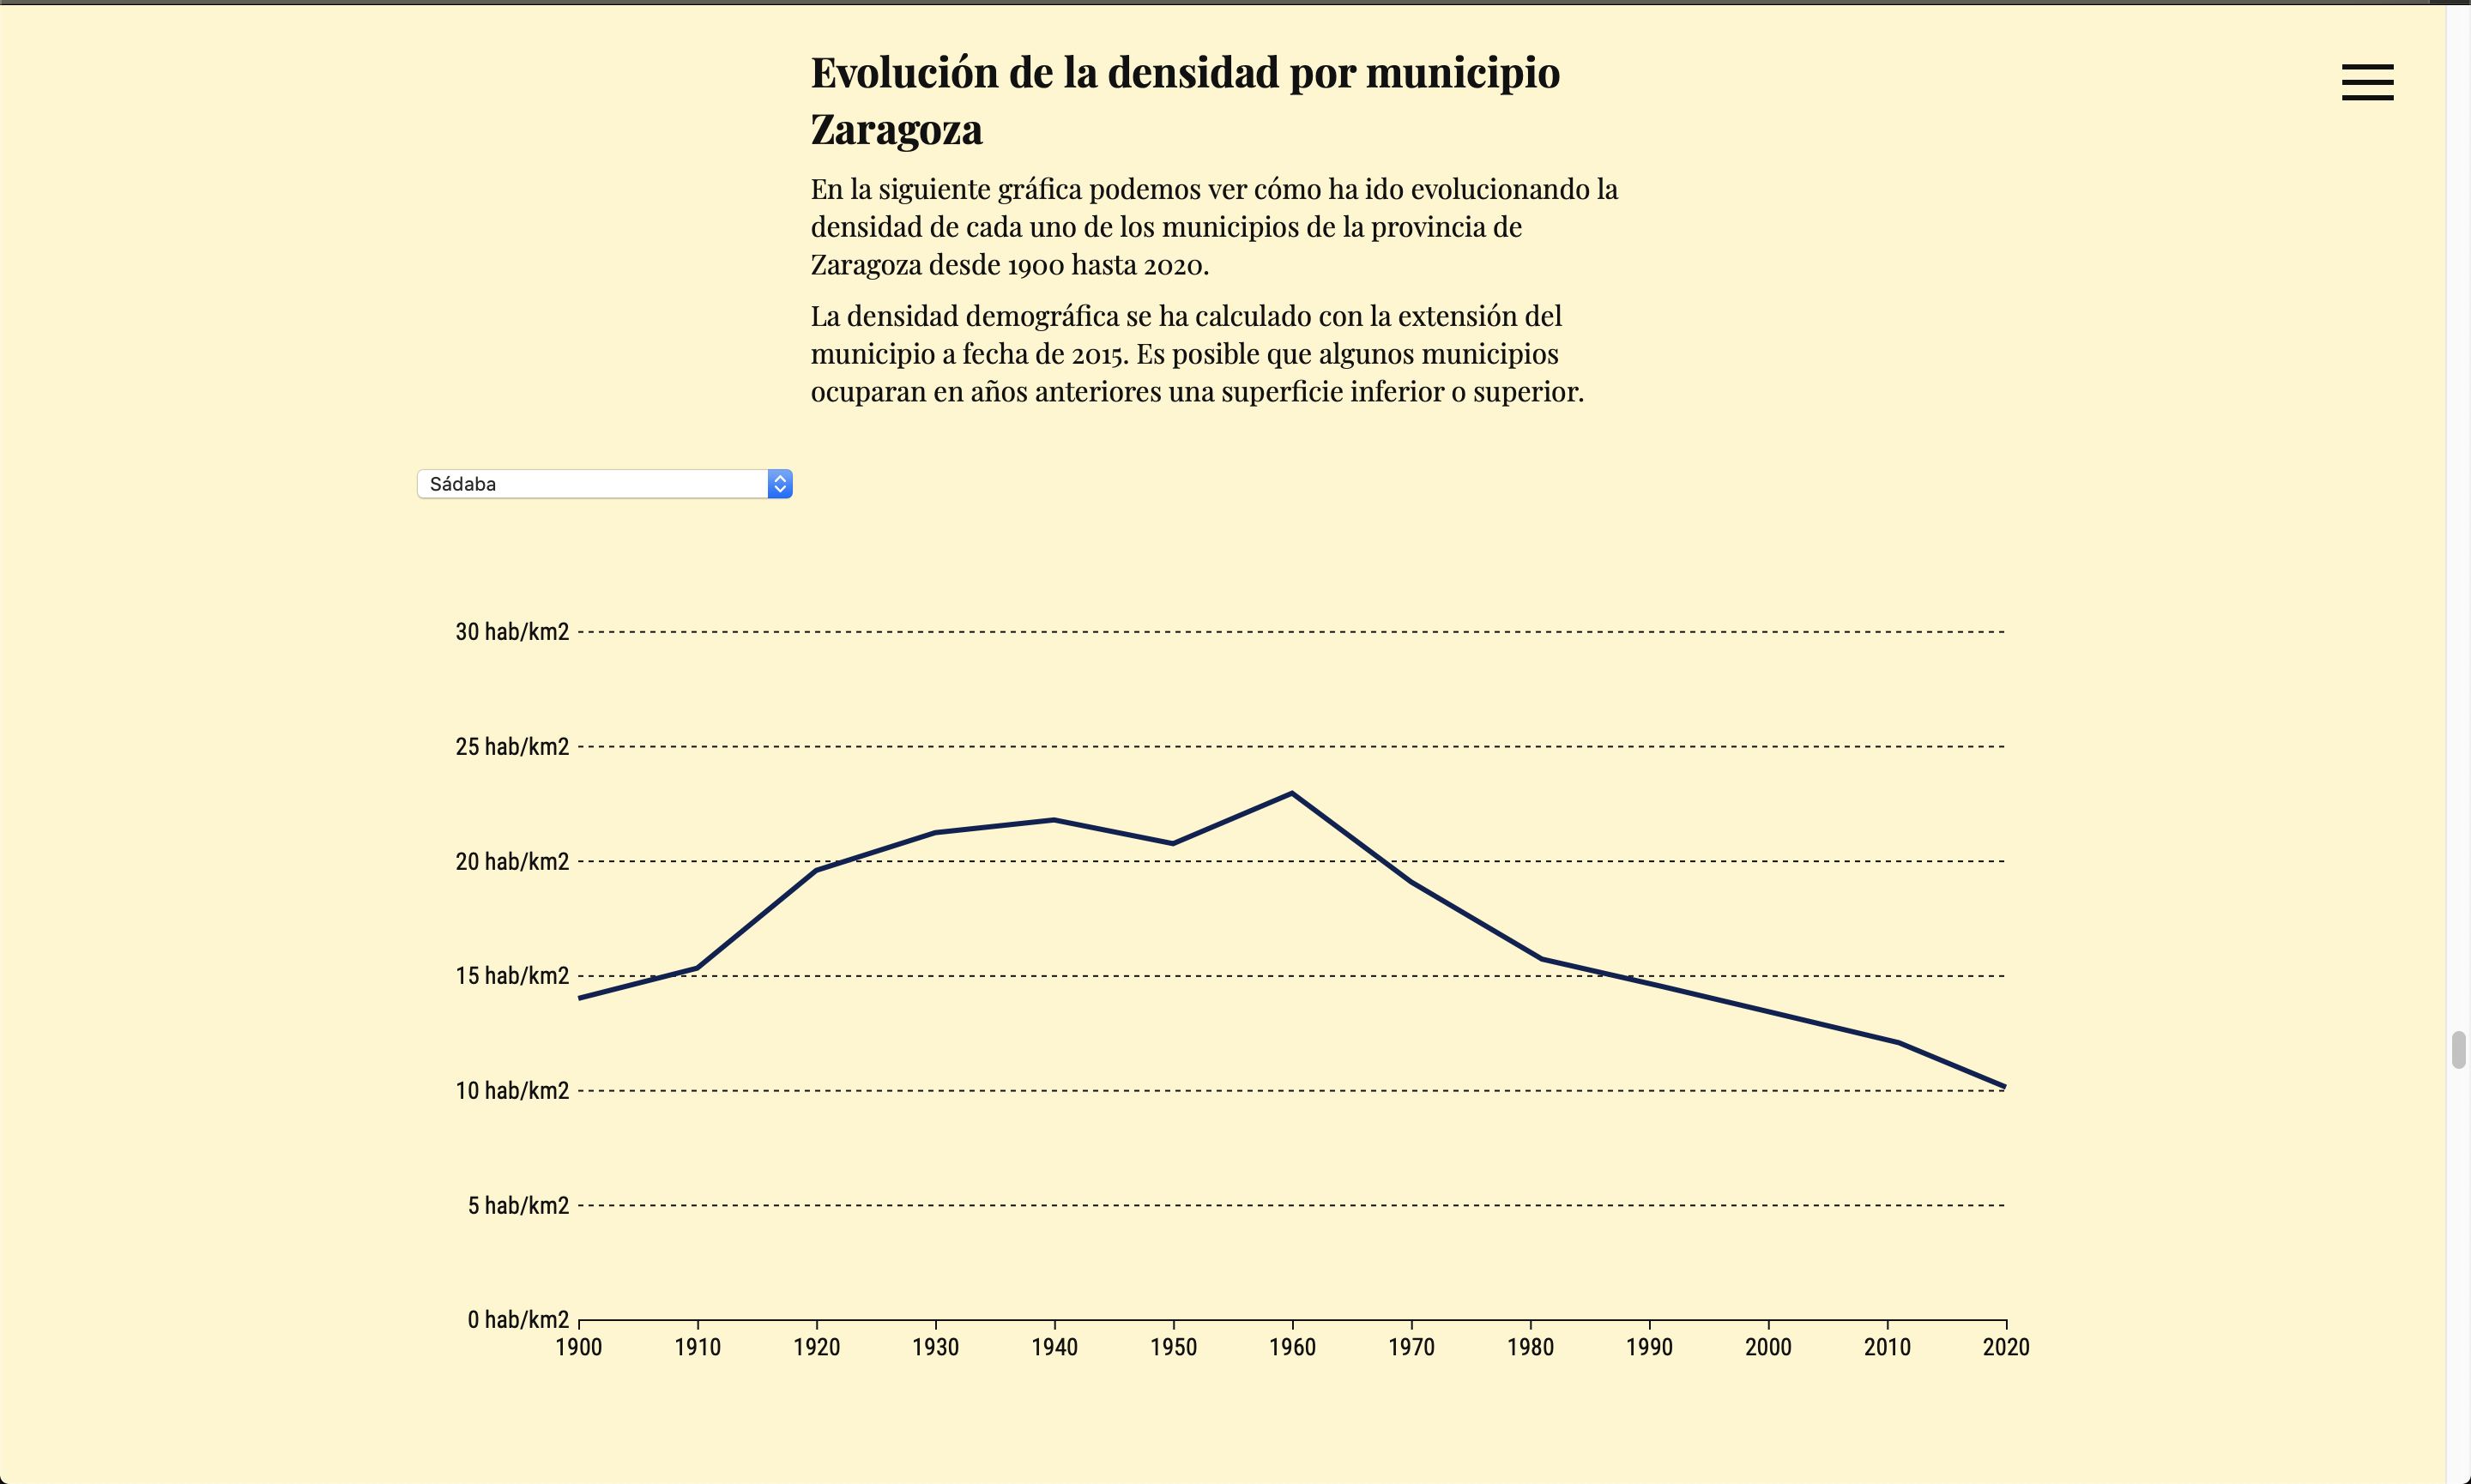 Evolución de la densidad por municipio
Zaragoza
En la siguiente gráfica podemos ver cómo ha ido evolucionando la
densidad de cada uno de los municipios de la provincia de
Zaragoza desde 1900 hasta 2020.
La densidad demográfica se ha calculado con la extensión del
municipio a fecha de 2015. Es posible que algunos municipios
ocuparan en años anteriores una superficie inferior o superior.
Sádaba
30 hab/km2
25 hab/km2
20 hab/km2
15 hab/km2
10 hab/km2
5 hab/km2
0 hab/km2
1900 1910 1920 1930 1940 1950 1960 1970 1980 1990 2000 2010 2020